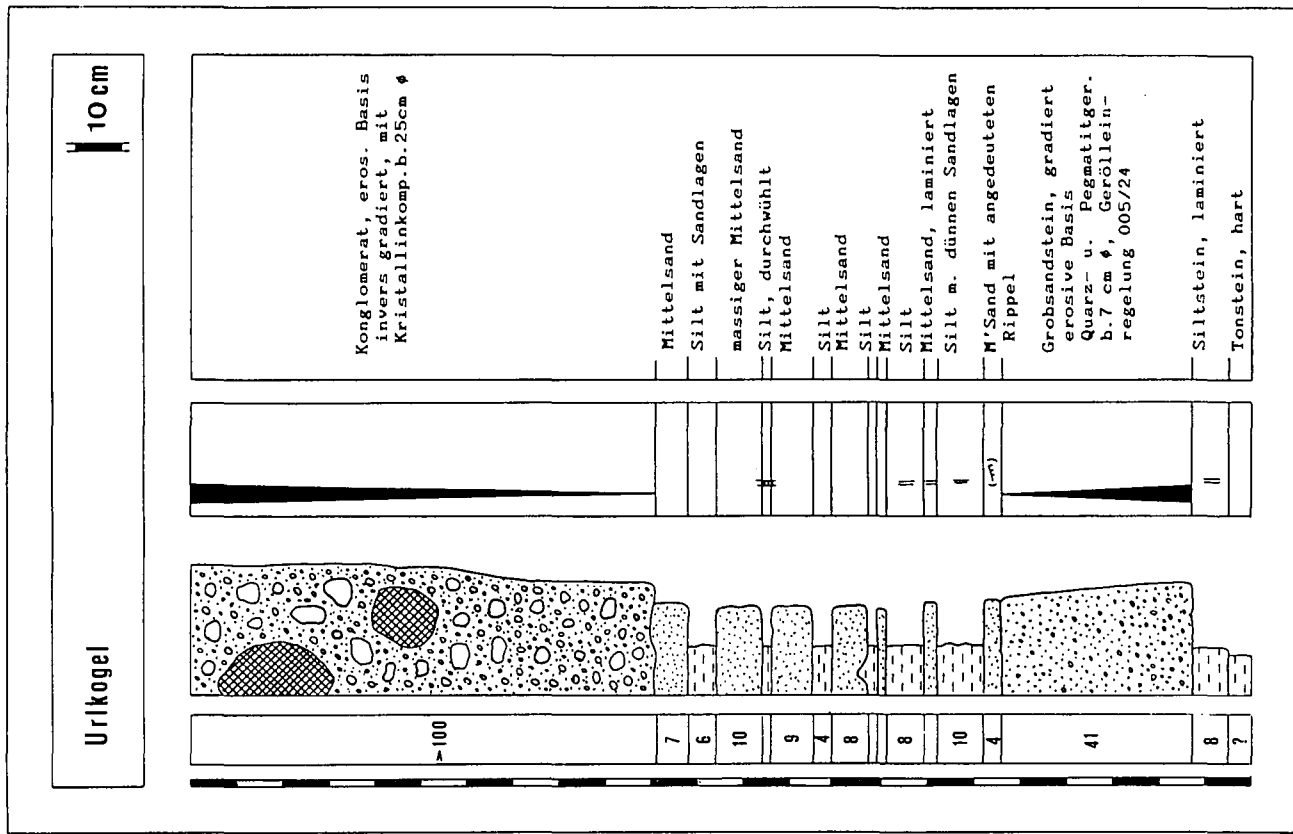 Urlkogel
10 cm
Konglomerat, eros. Basis
invers gradiert, mit
Kristallinkomp.b.25cm ø
Mittelsand
Silt mit Sandlagen
massiger Mittelsand
Silt, durchwühlt
Mittelsand
Silt
Mittelsand
Silt
Mittelsand
Silt
Mittelsand, laminiert
Silt m. dünnen Sandlagen
M'Sand mit angedeuteten
Rippel
Grobsandstein, gradiert
erosive Basis
Quarz- u. Pegmatitger.
b.7 cm ø, Geröllein-
regelung 005/24
Siltstein, laminiert
Tonstein, hart
>100
7
6
10
9
4
8
8
10
4
41
8
?